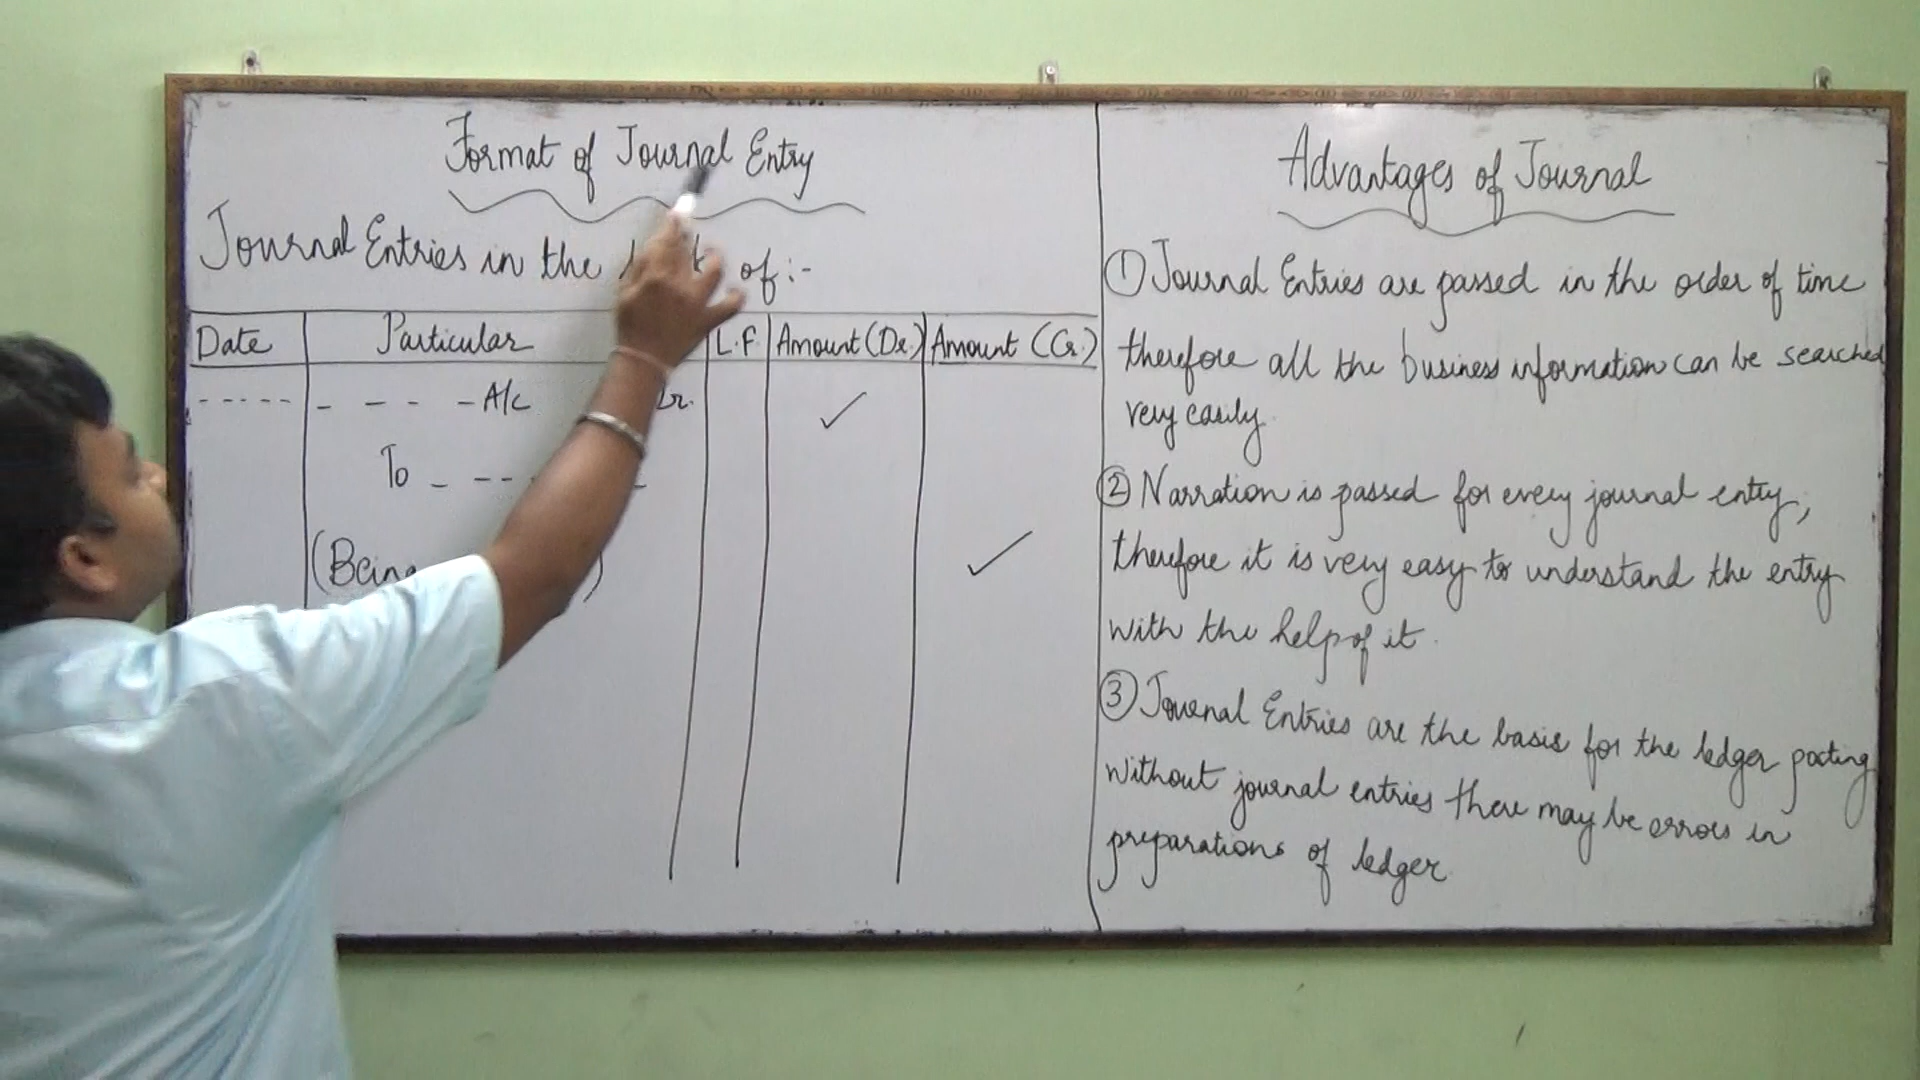 Format of Journal Entry
Journal Entries in the of:-
Date Particular L.F Amount (Dr.) Amount (Cr.)
----- - - - - A/c Dr. ✓
To - ---
(Being ) ✓
Advantages of Journal
① Journal Entries are passed in the order of time
therefore all the business information can be searched
very easily.
② Narration is passed for every journal entry,
therefore it is very easy to understand the entry
with the help of it.
③ Journal Entries are the basis for the ledger posting
without journal entries there may be errors in
preparations of ledger.